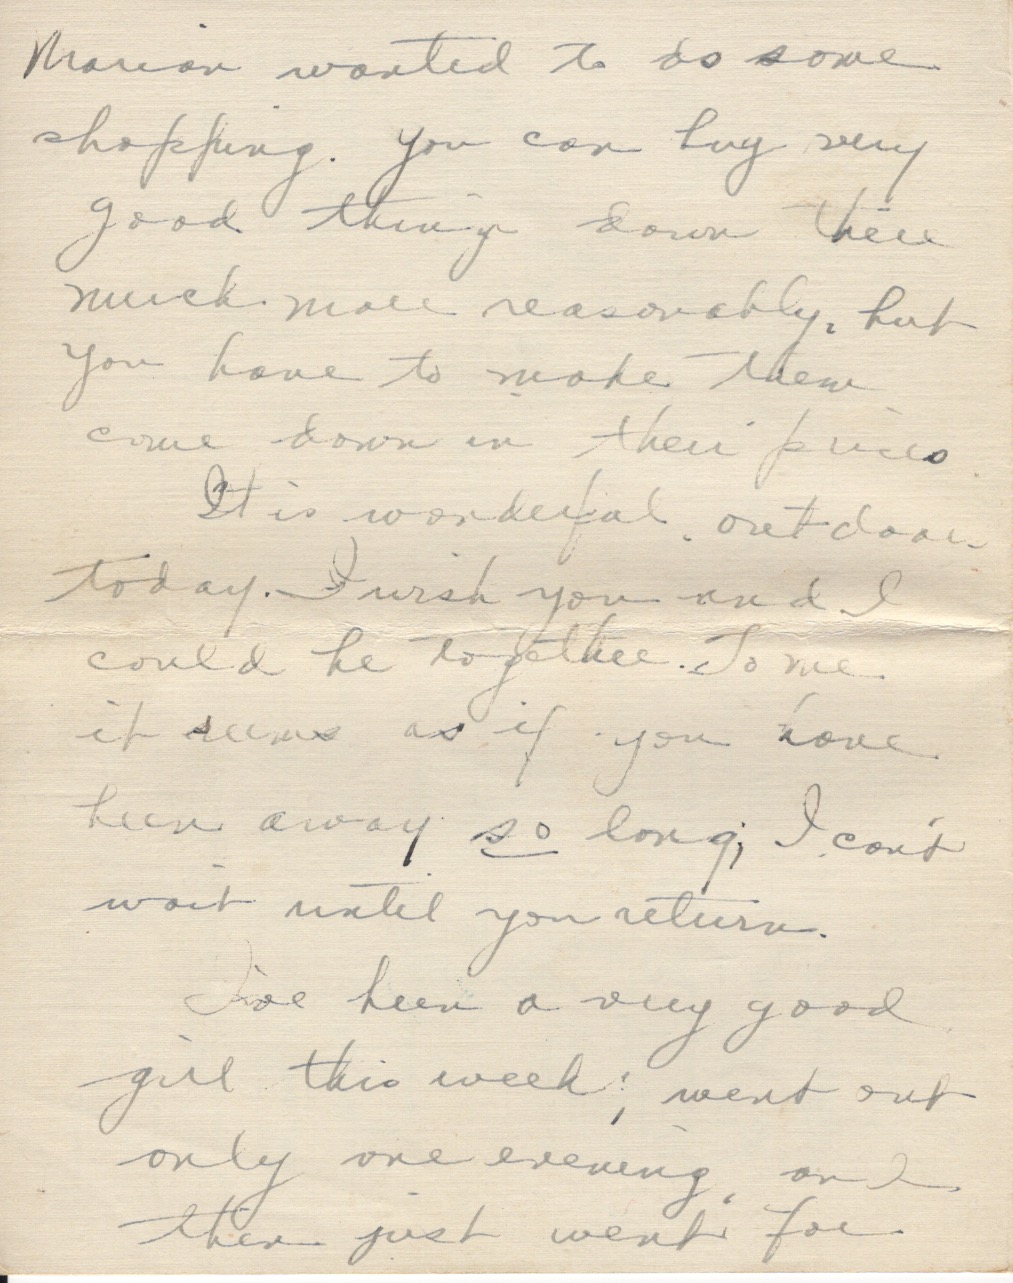 Marian wanted to do some
shopping. You can buy very
good things down there
much more reasonably, but
you have to make them
come down in their prices.
It is wonderful outdoors
today. I wish you and I
could be together. To me
it seems as if you have
been away so long; I can't
wait until you return.
I've been a very good
girl this week; went out
only one evening, and
then just went for